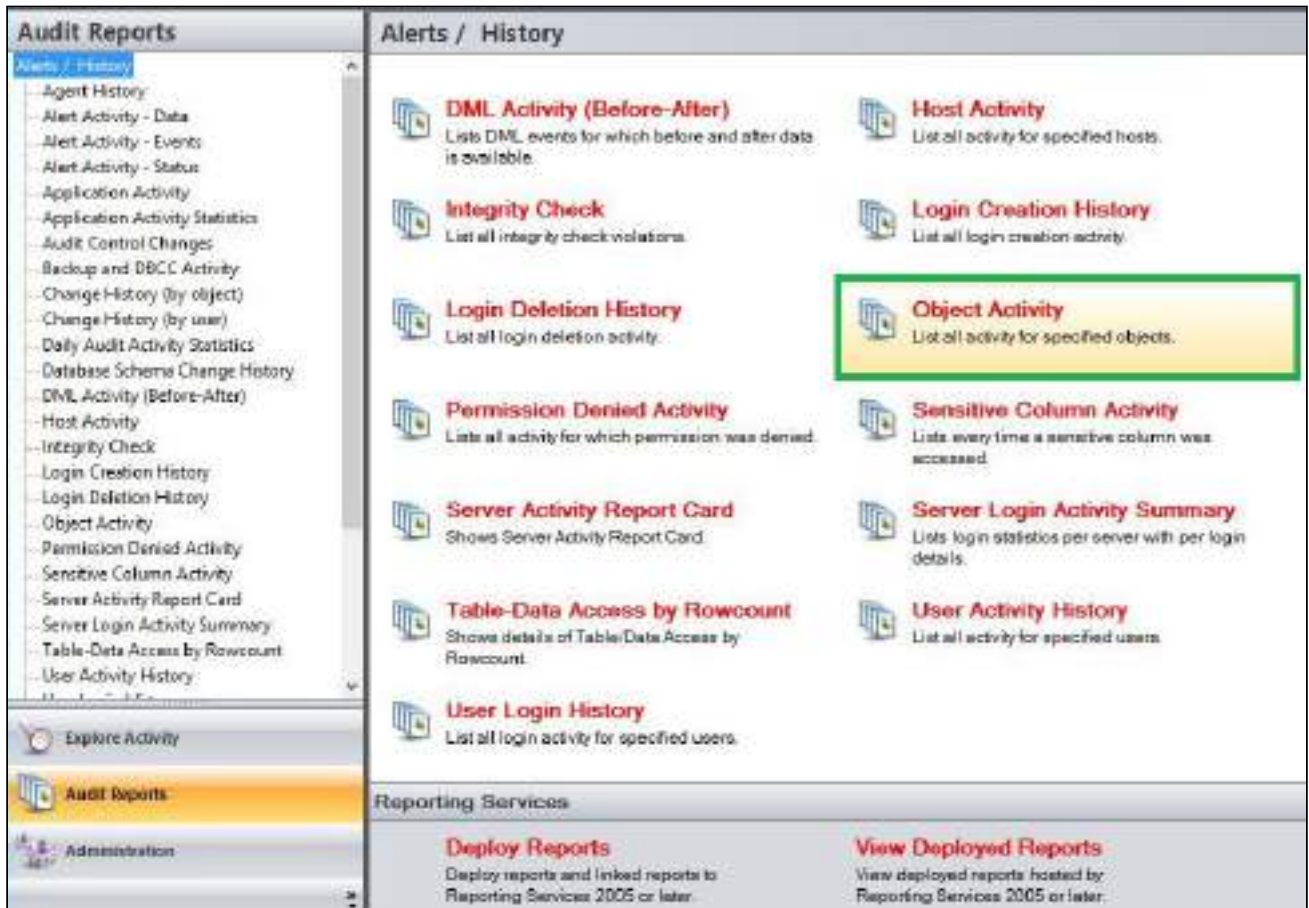 Audit Reports
Alerts / History
Agent History
Alert Activity - Data
Alert Activity - Events
Alert Activity - Status
Application Activity
Application Activity Statistics
Audit Control Changes
Backup and DBCC Activity
Change History (by object)
Change History (by user)
Daily Audit Activity Statistics
Database Schema Change History
DML Activity (Before-After)
Host Activity
Integrity Check
Login Creation History
Login Deletion History
Object Activity
Permission Denied Activity
Sensitive Column Activity
Server Activity Report Card
Server Login Activity Summary
Table-Data Access by Rowcount
User Activity History
Explore Activity
Audit Reports
Administration
Alerts / History
DML Activity (Before-After)
Lists DML events for which before and after data
is available.
Host Activity
List all activity for specified hosts.
Integrity Check
List all integrity check violations.
Login Creation History
List all login creation activity.
Login Deletion History
List all login deletion activity.
Object Activity
List all activity for specified objects.
Permission Denied Activity
Lists all activity for which permission was denied.
Sensitive Column Activity
Lists every time a sensitive column was
accessed.
Server Activity Report Card
Shows Server Activity Report Card.
Server Login Activity Summary
Lists login statistics per server with per login
details.
Table-Data Access by Rowcount
Shows details of Table/Data Access by
Rowcount.
User Activity History
List all activity for specified users.
User Login History
List all login activity for specified users.
Reporting Services
Deploy Reports
Deploy reports and linked reports to
Reporting Services 2005 or later.
View Deployed Reports
View deployed reports hosted by
Reporting Services 2005 or later.